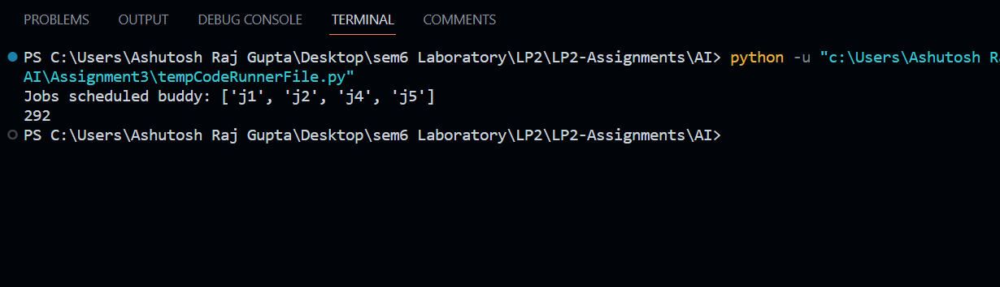 PROBLEMS OUTPUT DEBUG CONSOLE TERMINAL COMMENTS
PS C:\Users\Ashutosh Raj Gupta\Desktop\sem6 Laboratory\LP2\LP2-Assignments\AI> python -u "c:\Users\Ashutosh
AI\Assignment3\tempCodeRunnerFile.py"
Jobs scheduled buddy: ['j1', 'j2', 'j4', 'j5']
292
PS C:\Users\Ashutosh Raj Gupta\Desktop\sem6 Laboratory\LP2\LP2-Assignments\AI>